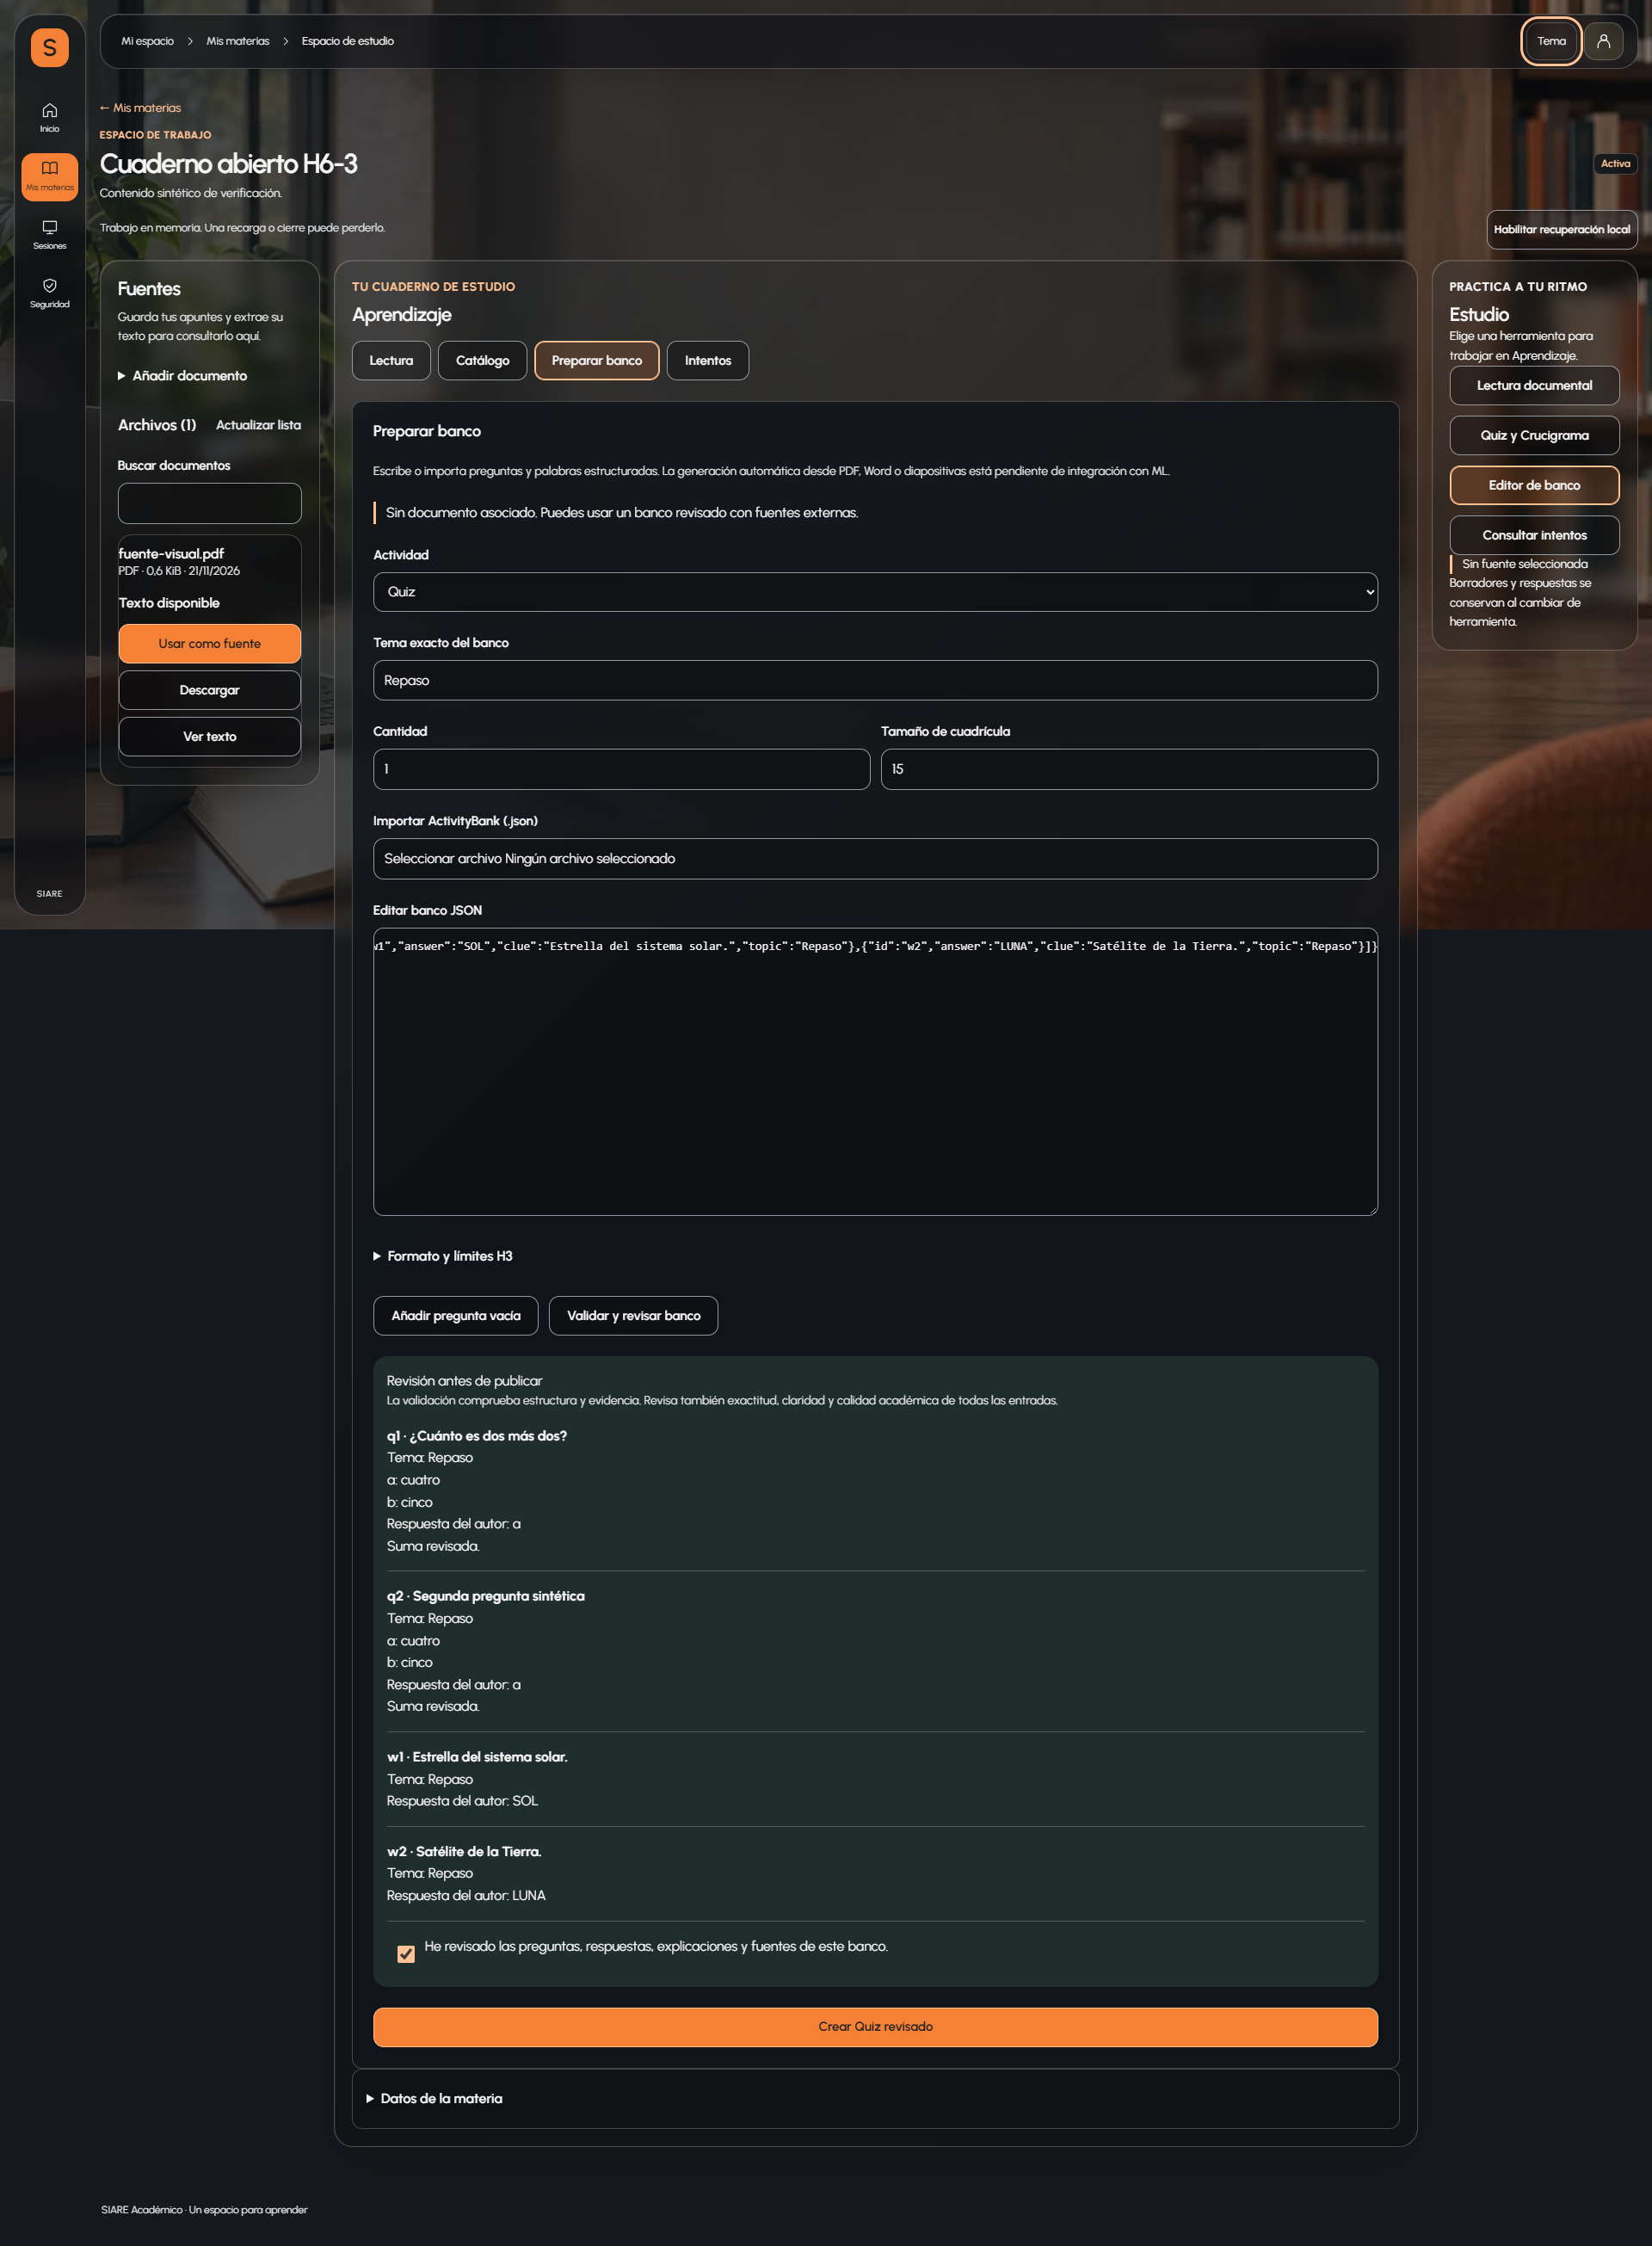 S
Inicio
Mis materias
Sesiones
Seguridad
SIARE
Mi espacio > Mis materias > Espacio de estudio
Tema
← Mis materias
ESPACIO DE TRABAJO
Cuaderno abierto H6-3
Activa
Contenido sintético de verificación.
Trabajo en memoria. Una recarga o cierre puede perderlo.
Habilitar recuperación local
Fuentes
Guarda tus apuntes y extrae su
texto para consultarlo aquí.
Añadir documento
Archivos (1) Actualizar lista
Buscar documentos
fuente-visual.pdf
PDF · 0,6 KiB · 21/11/2026
Texto disponible
Usar como fuente
Descargar
Ver texto
TU CUADERNO DE ESTUDIO
Aprendizaje
Lectura Catálogo Preparar banco Intentos
Preparar banco
Escribe o importa preguntas y palabras estructuradas. La generación automática desde PDF, Word o diapositivas está pendiente de integración con ML.
Sin documento asociado. Puedes usar un banco revisado con fuentes externas.
Actividad
Quiz
Tema exacto del banco
Repaso
Cantidad Tamaño de cuadrícula
1 15
Importar ActivityBank (.json)
Seleccionar archivo Ningún archivo seleccionado
Editar banco JSON
w1","answer":"SOL","clue":"Estrella del sistema solar.","topic":"Repaso"},{"id":"w2","answer":"LUNA","clue":"Satélite de la Tierra.","topic":"Repaso"}]}
Formato y límites H3
Añadir pregunta vacía Validar y revisar banco
Revisión antes de publicar
La validación comprueba estructura y evidencia. Revisa también exactitud, claridad y calidad académica de todas las entradas.
q1 · ¿Cuánto es dos más dos?
Tema: Repaso
a: cuatro
b: cinco
Respuesta del autor: a
Suma revisada.
q2 · Segunda pregunta sintética
Tema: Repaso
a: cuatro
b: cinco
Respuesta del autor: a
Suma revisada.
w1 · Estrella del sistema solar.
Tema: Repaso
Respuesta del autor: SOL
w2 · Satélite de la Tierra.
Tema: Repaso
Respuesta del autor: LUNA
He revisado las preguntas, respuestas, explicaciones y fuentes de este banco.
Crear Quiz revisado
Datos de la materia
PRACTICA A TU RITMO
Estudio
Elige una herramienta para
trabajar en Aprendizaje.
Lectura documental
Quiz y Crucigrama
Editor de banco
Consultar intentos
Sin fuente seleccionada
Borradores y respuestas se
conservan al cambiar de
herramienta.
SIARE Académico · Un espacio para aprender